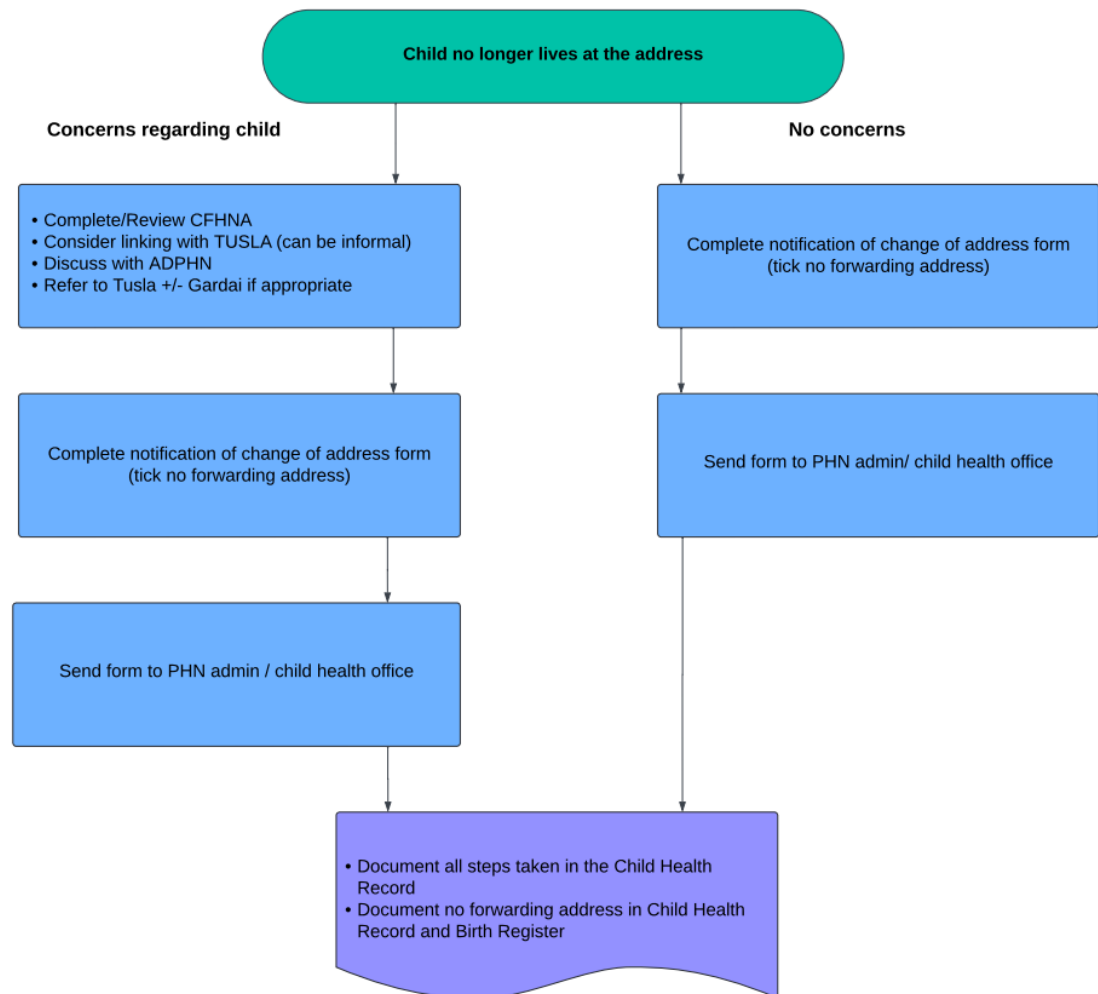 Child no longer lives at the address
Concerns regarding child
No concerns
• Complete/Review CFHNA
• Consider linking with TUSLA (can be informal)
• Discuss with ADPHN
• Refer to Tusla +/- Gardai if appropriate
Complete notification of change of address form
(tick no forwarding address)
Complete notification of change of address form
(tick no forwarding address)
Send form to PHN admin/ child health office
Send form to PHN admin / child health office
• Document all steps taken in the Child Health
Record
• Document no forwarding address in Child Health
Record and Birth Register